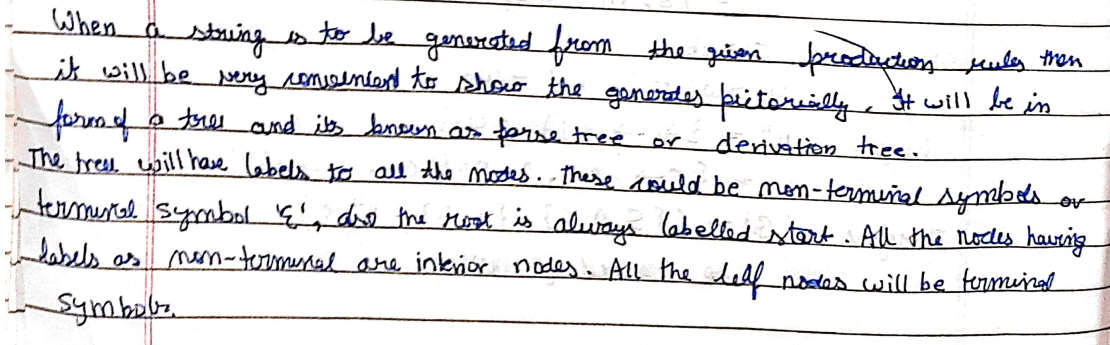 When a string is to be generated from the given production rules then
it will be very convenient to show the generates pictorially. It will be in
form of a tree and its known as parse tree or derivation tree.
The tree will have labels to all the nodes. These could be non-terminal symbols or
terminal symbol 'ε', also the root is always labelled start. All the nodes having
labels as non-terminal are interior nodes. All the leaf nodes will be terminal
symbols.